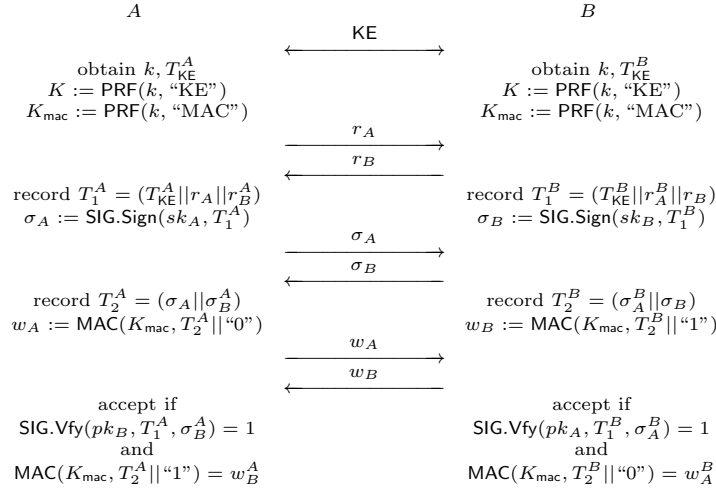 A B
KE
obtain k, T_KE^A obtain k, T_KE^B
K := PRF(k, “KE”) K := PRF(k, “KE”)
K_mac := PRF(k, “MAC”) K_mac := PRF(k, “MAC”)
r_A
r_B
record T_1^A = (T_KE^A||r_A||r_B^A) record T_1^B = (T_KE^B||r_A^B||r_B)
σ_A := SIG.Sign(sk_A, T_1^A) σ_B := SIG.Sign(sk_B, T_1^B)
σ_A
σ_B
record T_2^A = (σ_A||σ_B^A) record T_2^B = (σ_A^B||σ_B)
w_A := MAC(K_mac, T_2^A||“0”) w_B := MAC(K_mac, T_2^B||“1”)
w_A
w_B
accept if accept if
SIG.Vfy(pk_B, T_1^A, σ_B^A) = 1 SIG.Vfy(pk_A, T_1^B, σ_A^B) = 1
and and
MAC(K_mac, T_2^A||“1”) = w_B^A MAC(K_mac, T_2^B||“0”) = w_A^B